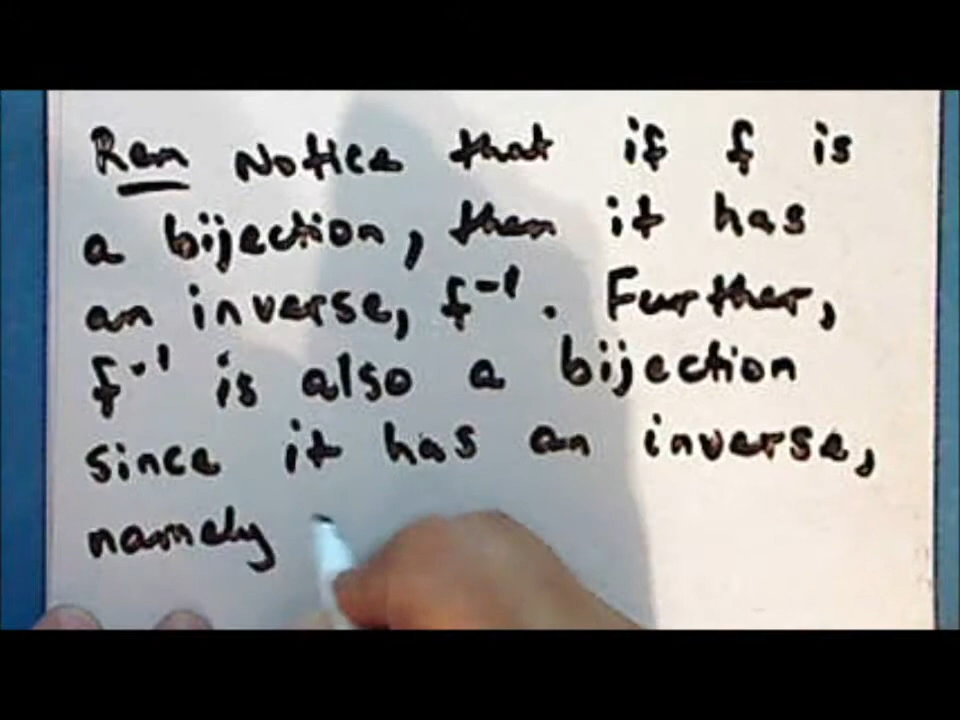 Rem Notice that if f is
a bijection, then it has
an inverse, f⁻¹. Further,
f⁻¹ is also a bijection
since it has an inverse,
namely